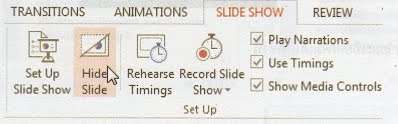 TRANSITIONS ANIMATIONS SLIDE SHOW REVIEW
Set Up
Slide Show
Hide
Slide
Rehearse
Timings
Record Slide
Show
Play Narrations
Use Timings
Show Media Controls
Set Up